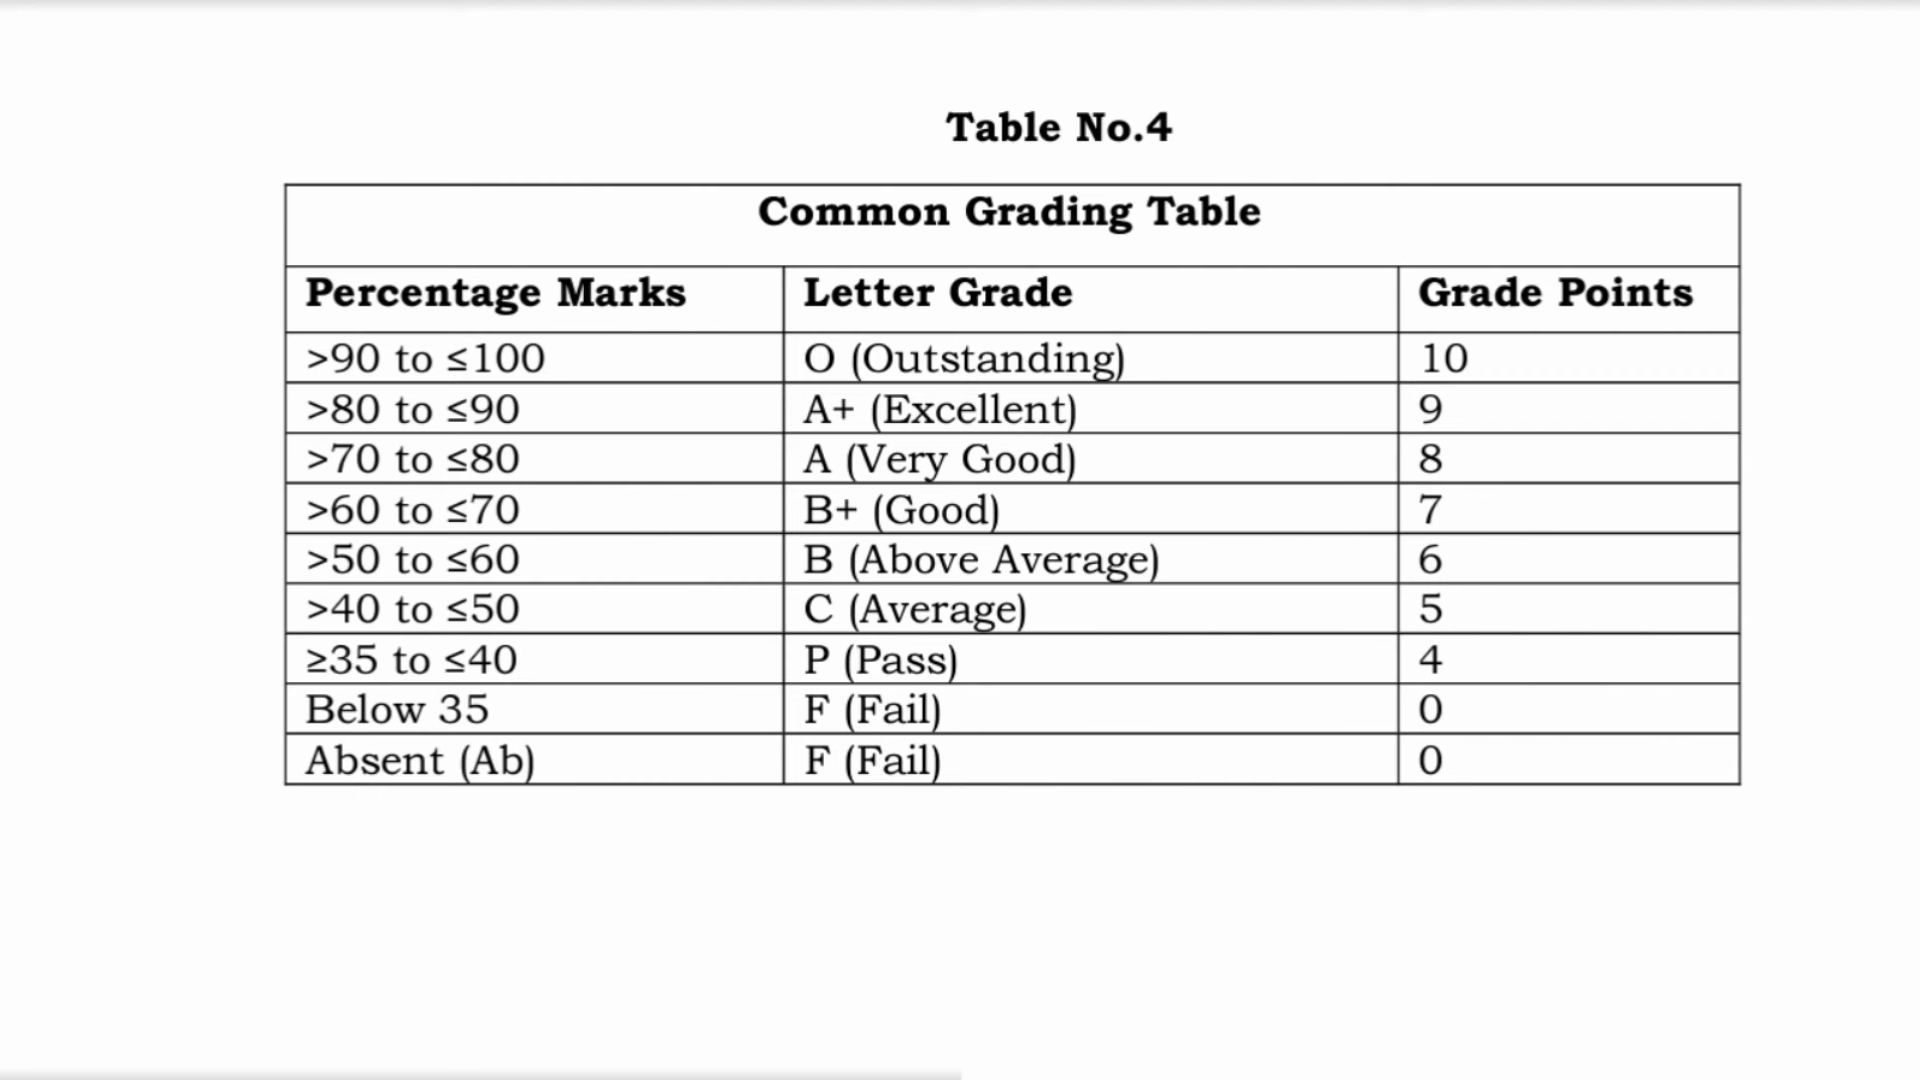 Table No.4
Common Grading Table
Percentage Marks Letter Grade Grade Points
>90 to ≤100 O (Outstanding) 10
>80 to ≤90 A+ (Excellent) 9
>70 to ≤80 A (Very Good) 8
>60 to ≤70 B+ (Good) 7
>50 to ≤60 B (Above Average) 6
>40 to ≤50 C (Average) 5
≥35 to ≤40 P (Pass) 4
Below 35 F (Fail) 0
Absent (Ab) F (Fail) 0